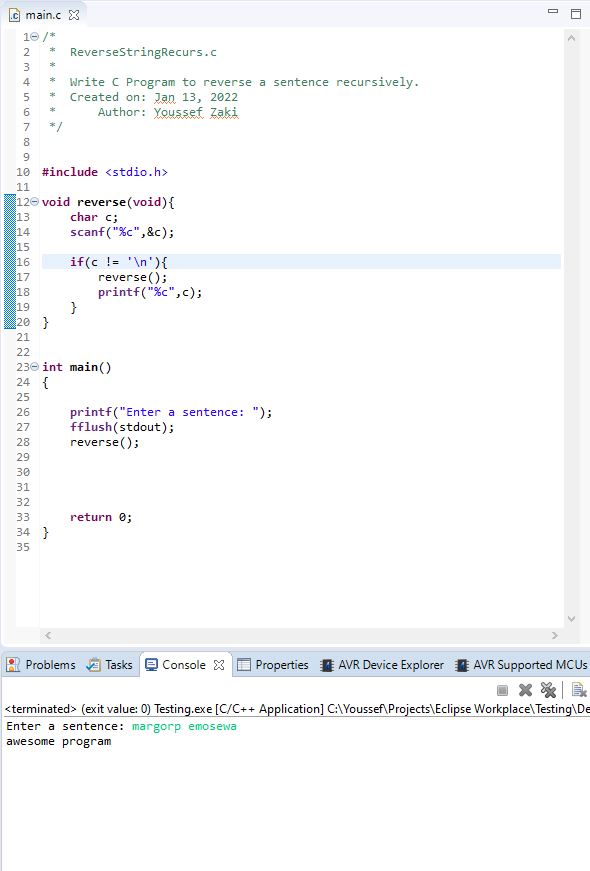 main.c
1 /*
2  *  ReverseStringRecurs.c
3  *
4  *  Write C Program to reverse a sentence recursively.
5  *  Created on: Jan 13, 2022
6  *      Author: Youssef Zaki
7  */
8
9
10 #include <stdio.h>
11
12 void reverse(void){
13     char c;
14     scanf("%c",&c);
15
16     if(c != '\n'){
17         reverse();
18         printf("%c",c);
19     }
20 }
21
22
23 int main()
24 {
25
26     printf("Enter a sentence: ");
27     fflush(stdout);
28     reverse();
29
30
31
32
33     return 0;
34 }
35
Problems Tasks Console Properties AVR Device Explorer AVR Supported MCUs
<terminated> (exit value: 0) Testing.exe [C/C++ Application] C:\Youssef\Projects\Eclipse Workplace\Testing\De
Enter a sentence: margorp emosewa
awesome program